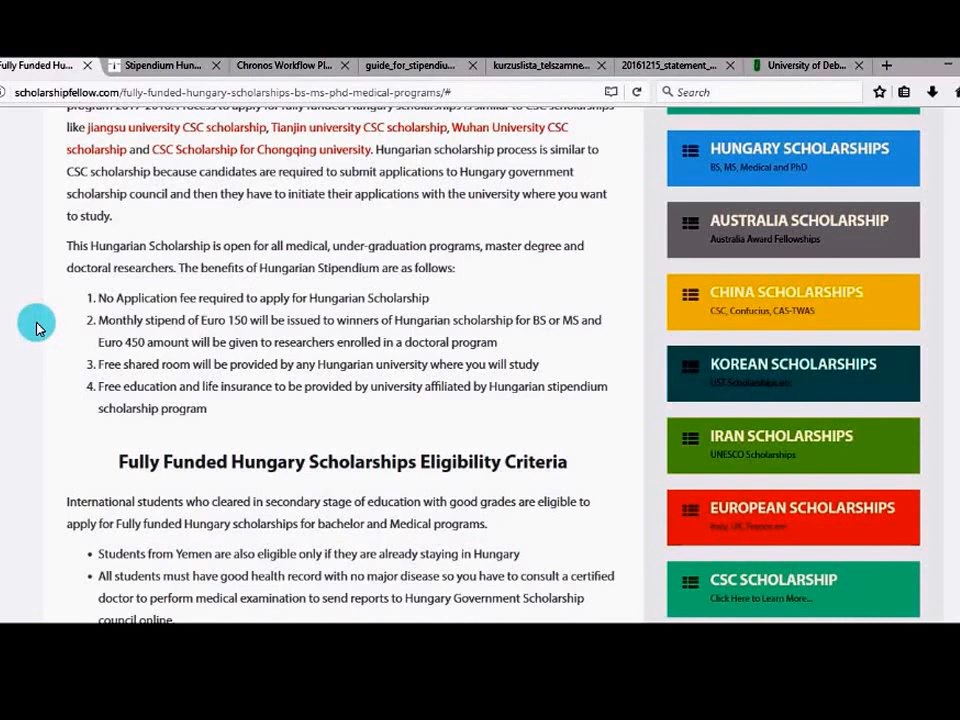 Fully Funded Hu...
Stipendium Hun...
Chronos Workflow Pl...
guide_for_stipendiu...
kurzuslista_telszamne...
20161215_statement_...
University of Deb...
scholarshipfellow.com/fully-funded-hungary-scholarships-bs-ms-phd-medical-programs/#
Search
like jiangsu university CSC scholarship, Tianjin university CSC scholarship, Wuhan University CSC
scholarship and CSC Scholarship for Chongqing university. Hungarian scholarship process is similar to
CSC scholarship because candidates are required to submit applications to Hungary government
scholarship council and then they have to initiate their applications with the university where you want
to study.
This Hungarian Scholarship is open for all medical, under-graduation programs, master degree and
doctoral researchers. The benefits of Hungarian Stipendium are as follows:
1. No Application fee required to apply for Hungarian Scholarship
2. Monthly stipend of Euro 150 will be issued to winners of Hungarian scholarship for BS or MS and
Euro 450 amount will be given to researchers enrolled in a doctoral program
3. Free shared room will be provided by any Hungarian university where you will study
4. Free education and life insurance to be provided by university affiliated by Hungarian stipendium
scholarship program
Fully Funded Hungary Scholarships Eligibility Criteria
International students who cleared in secondary stage of education with good grades are eligible to
apply for Fully funded Hungary scholarships for bachelor and Medical programs.
• Students from Yemen are also eligible only if they are already staying in Hungary
• All students must have good health record with no major disease so you have to consult a certified
doctor to perform medical examination to send reports to Hungary Government Scholarship
council online.
HUNGARY SCHOLARSHIPS
BS, MS, Medical and PhD
AUSTRALIA SCHOLARSHIP
Australia Award Fellowships
CHINA SCHOLARSHIPS
CSC, Confucius, CAS-TWAS
KOREAN SCHOLARSHIPS
IRAN SCHOLARSHIPS
UNESCO Scholarships
EUROPEAN SCHOLARSHIPS
CSC SCHOLARSHIP
Click Here to Learn More...